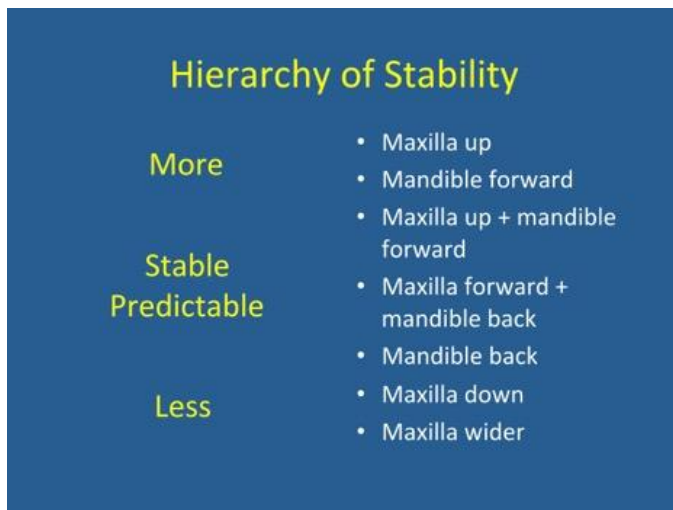 Hierarchy of Stability
More
Stable
Predictable
Less
• Maxilla up
• Mandible forward
• Maxilla up + mandible
forward
• Maxilla forward +
mandible back
• Mandible back
• Maxilla down
• Maxilla wider